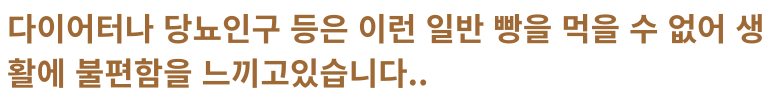 다이어터나 당뇨인구 등은 이런 일반 빵을 먹을 수 없어 생
활에 불편함을 느끼고있습니다..